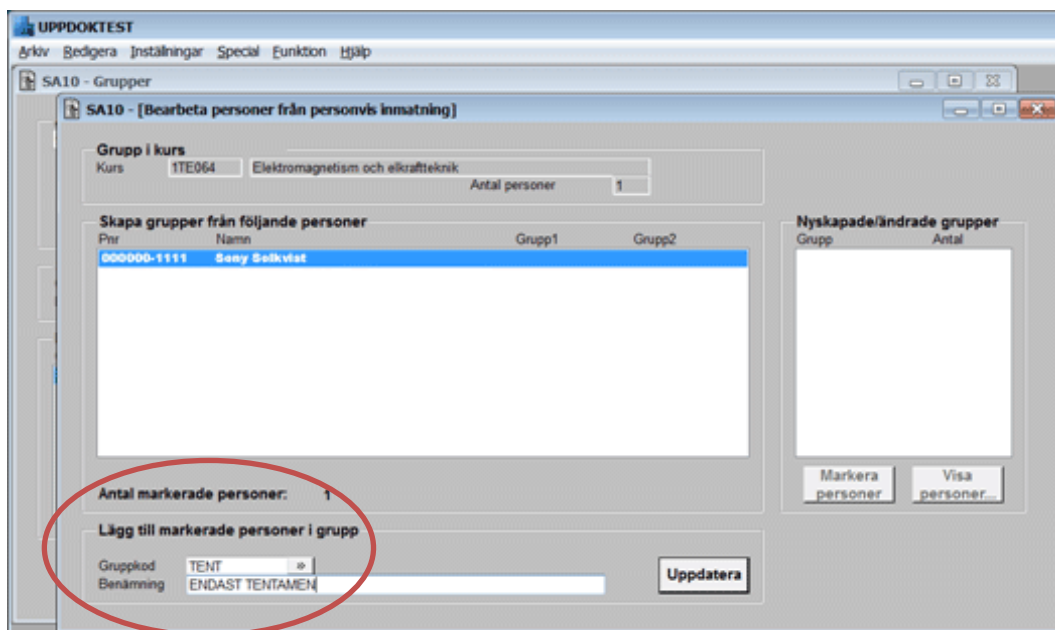 UPPDOKTEST
Arkiv Redigera Inställningar Special Funktion Hjälp
SA10 - Grupper
SA10 - [Bearbeta personer från personvis inmatning]
Grupp i kurs
Kurs 1TE064 Elektromagnetism och elkraftteknik
Antal personer 1
Skapa grupper från följande personer
Pnr Namn Grupp1 Grupp2
000000-1111 Sony Solkvist
Nyskapade/ändrade grupper
Grupp Antal
Markera personer
Visa personer...
Antal markerade personer: 1
Lägg till markerade personer i grupp
Gruppkod TENT »
Benämning ENDAST TENTAMEN
Uppdatera